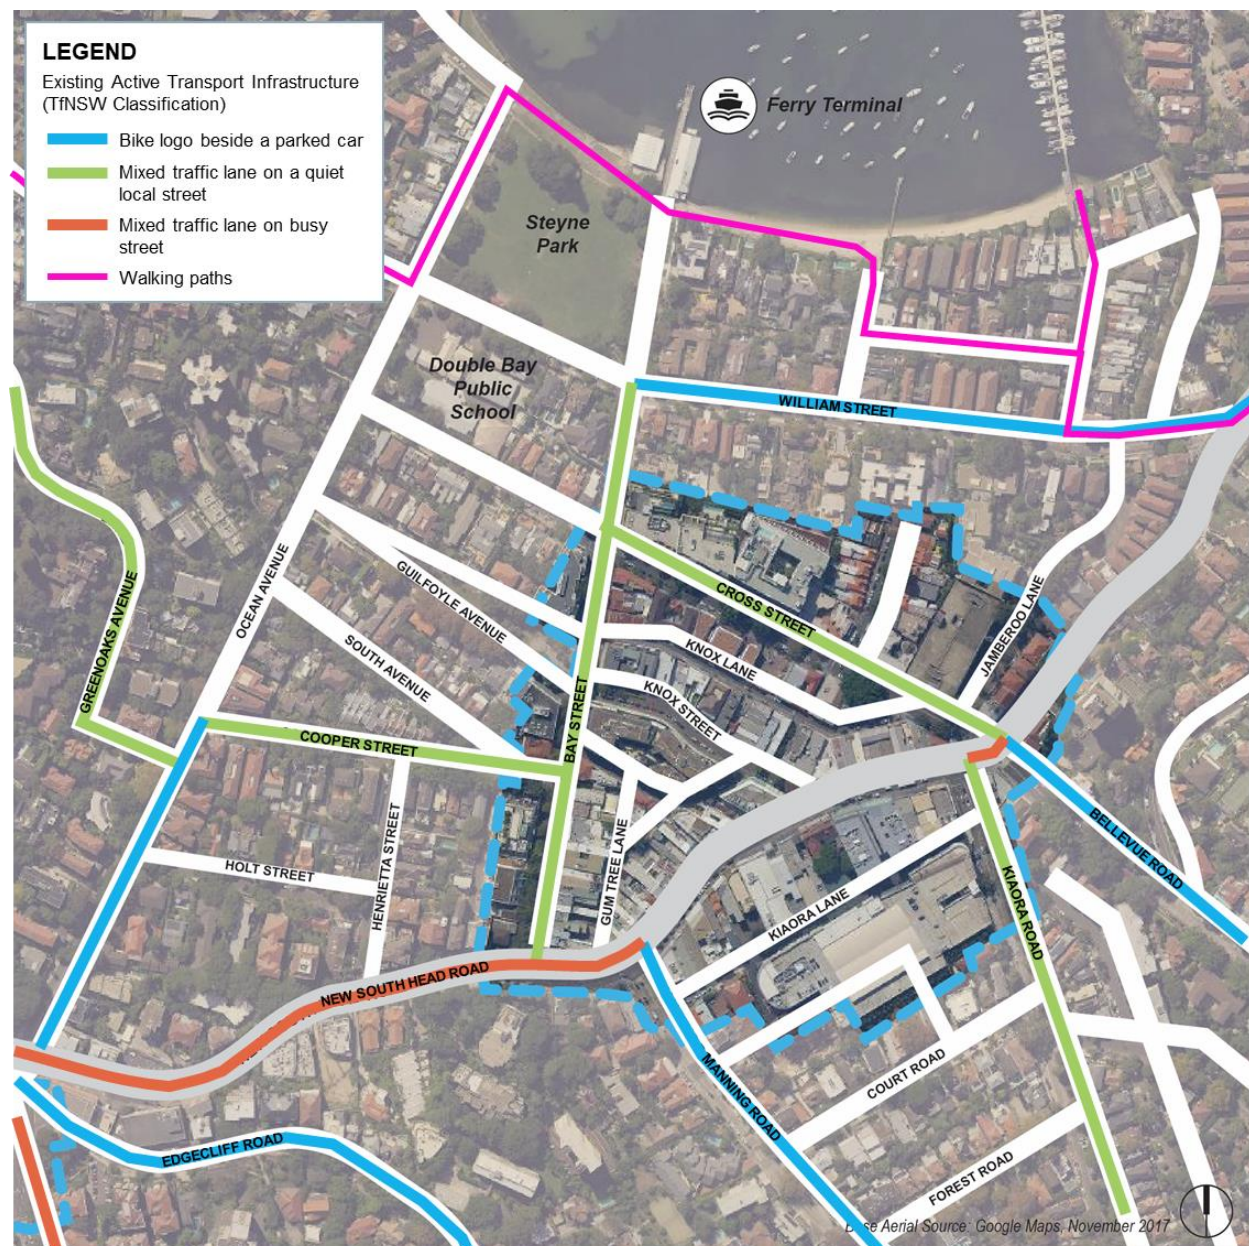 LEGEND
Existing Active Transport Infrastructure
(TfNSW Classification)
Bike logo beside a parked car
Mixed traffic lane on a quiet
local street
Mixed traffic lane on busy
street
Walking paths
Ferry Terminal
Steyne
Park
Double Bay
Public
School
WILLIAM STREET
GREENOAKS AVENUE
OCEAN AVENUE
GUILFOYLE AVENUE
SOUTH AVENUE
CROSS STREET
JAMBEROO LANE
KNOX LANE
KNOX STREET
BAY STREET
COOPER STREET
HOLT STREET
HENRIETTA STREET
GUM TREE LANE
KIAORA LANE
KIAORA ROAD
BELLEVUE ROAD
NEW SOUTH HEAD ROAD
MANNING ROAD
COURT ROAD
EDGECLIFF ROAD
FOREST ROAD
Aerial Source: Google Maps, November 2017